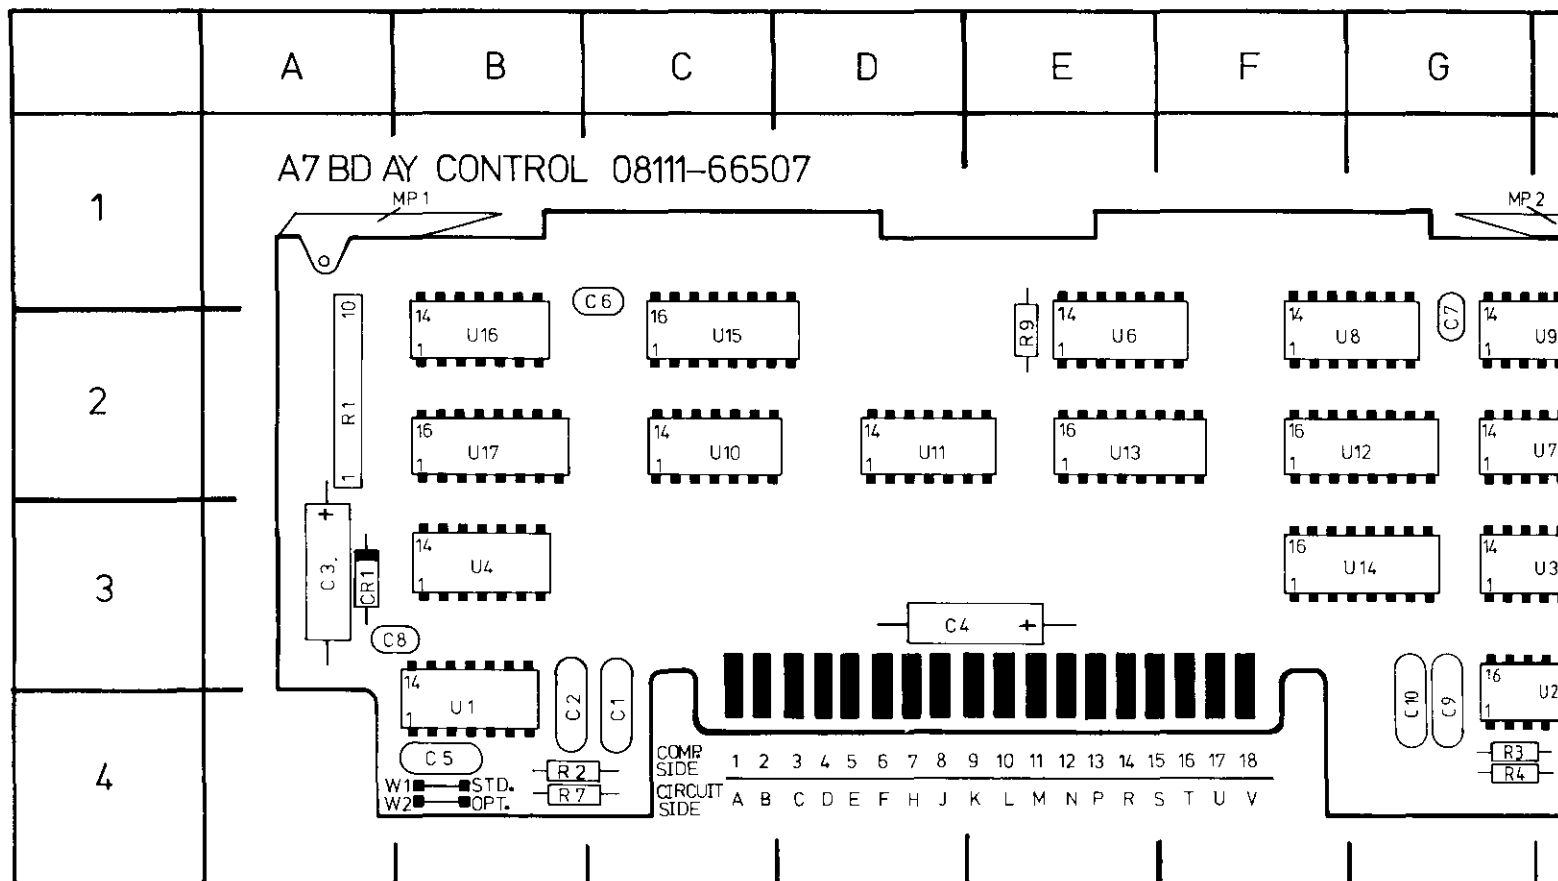 A B C D E F G
1
A7 BD AY CONTROL 08111-66507
MP1
MP2
10
14 U16 1
C6
16 U15 1
R9
14 U6 1
14 U8 1
C7
14 U9 1
2
R1
1
16 U17 1
14 U10 1
14 U11 1
16 U13 1
16 U12 1
14 U7 1
3
+ C3.
CR1
14 U4 1
16 U14 1
14 U3 1
C8
C4 +
14 U1 1
C2
C1
C10
C9
16 U2 1
4
C5
W1 STD.
W2 OPT.
R2
R7
R3
R4
COMP. SIDE 1 2 3 4 5 6 7 8 9 10 11 12 13 14 15 16 17 18
CIRCUIT SIDE A B C D E F H J K L M N P R S T U V